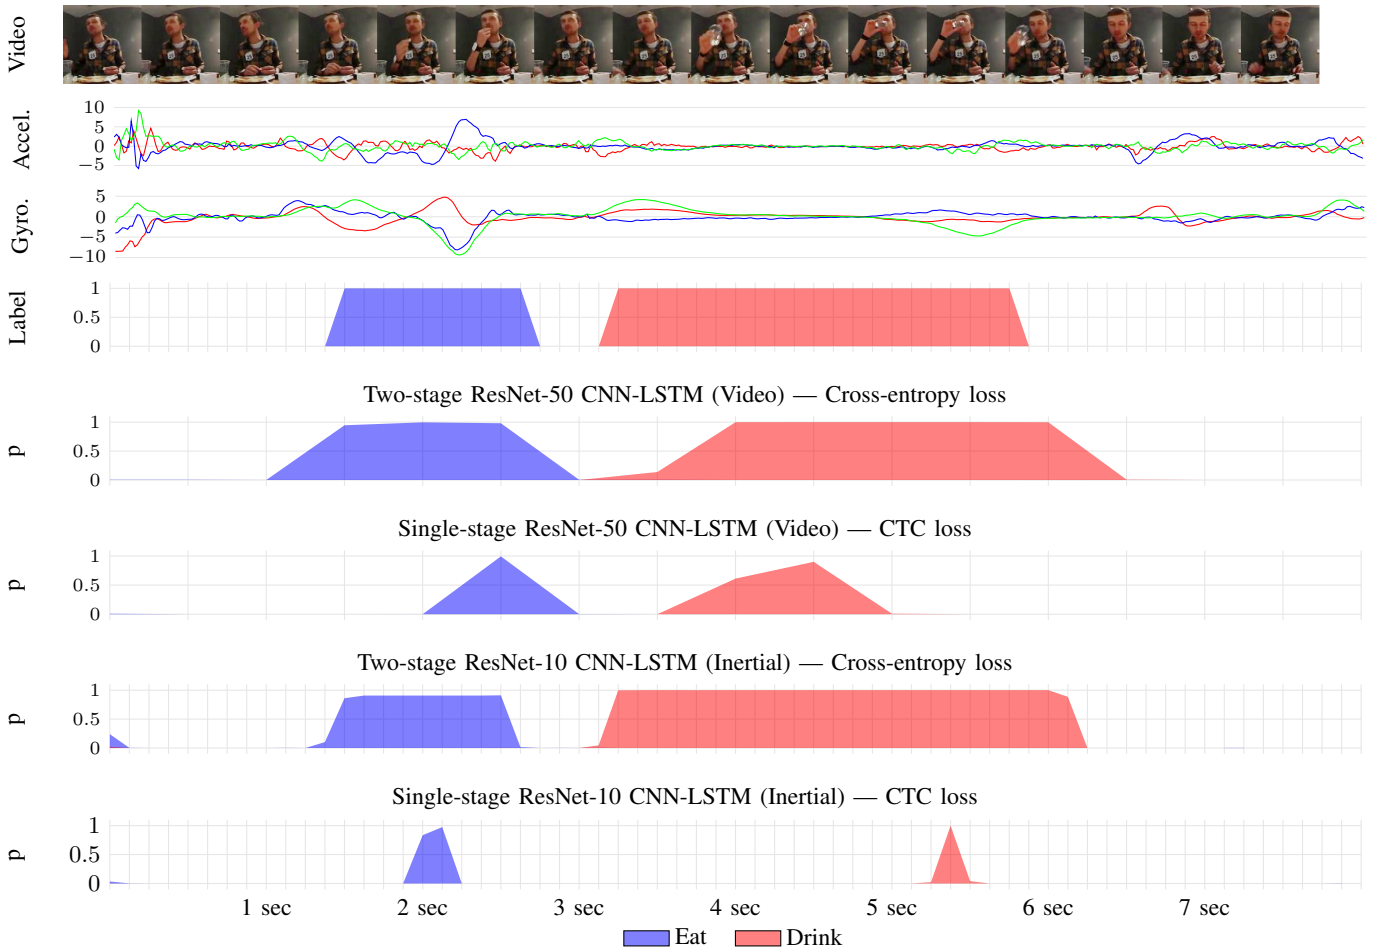 Video
Accel.
10
5
0
−5
Gyro.
5
0
−5
−10
Label
1
0.5
0
Two-stage ResNet-50 CNN-LSTM (Video) — Cross-entropy loss
p
1
0.5
0
Single-stage ResNet-50 CNN-LSTM (Video) — CTC loss
p
1
0.5
0
Two-stage ResNet-10 CNN-LSTM (Inertial) — Cross-entropy loss
p
1
0.5
0
Single-stage ResNet-10 CNN-LSTM (Inertial) — CTC loss
p
1
0.5
0
1 sec 2 sec 3 sec 4 sec 5 sec 6 sec 7 sec
Eat Drink